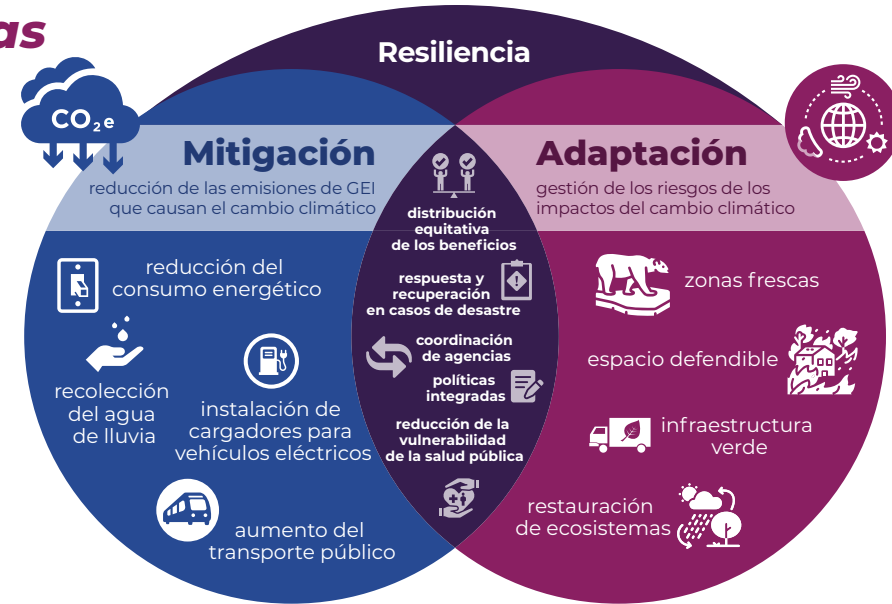 as
Resiliencia
CO₂e
Mitigación
reducción de las emisiones de GEI
que causan el cambio climático
Adaptación
gestión de los riesgos de los
impactos del cambio climático
reducción del
consumo energético
recolección
del agua
de lluvia
instalación de
cargadores para
vehículos eléctricos
aumento del
transporte público
distribución
equitativa
de los beneficios
respuesta y
recuperación
en casos de desastre
coordinación
de agencias
políticas
integradas
reducción de la
vulnerabilidad
de la salud pública
zonas frescas
espacio defendible
infraestructura
verde
restauración
de ecosistemas